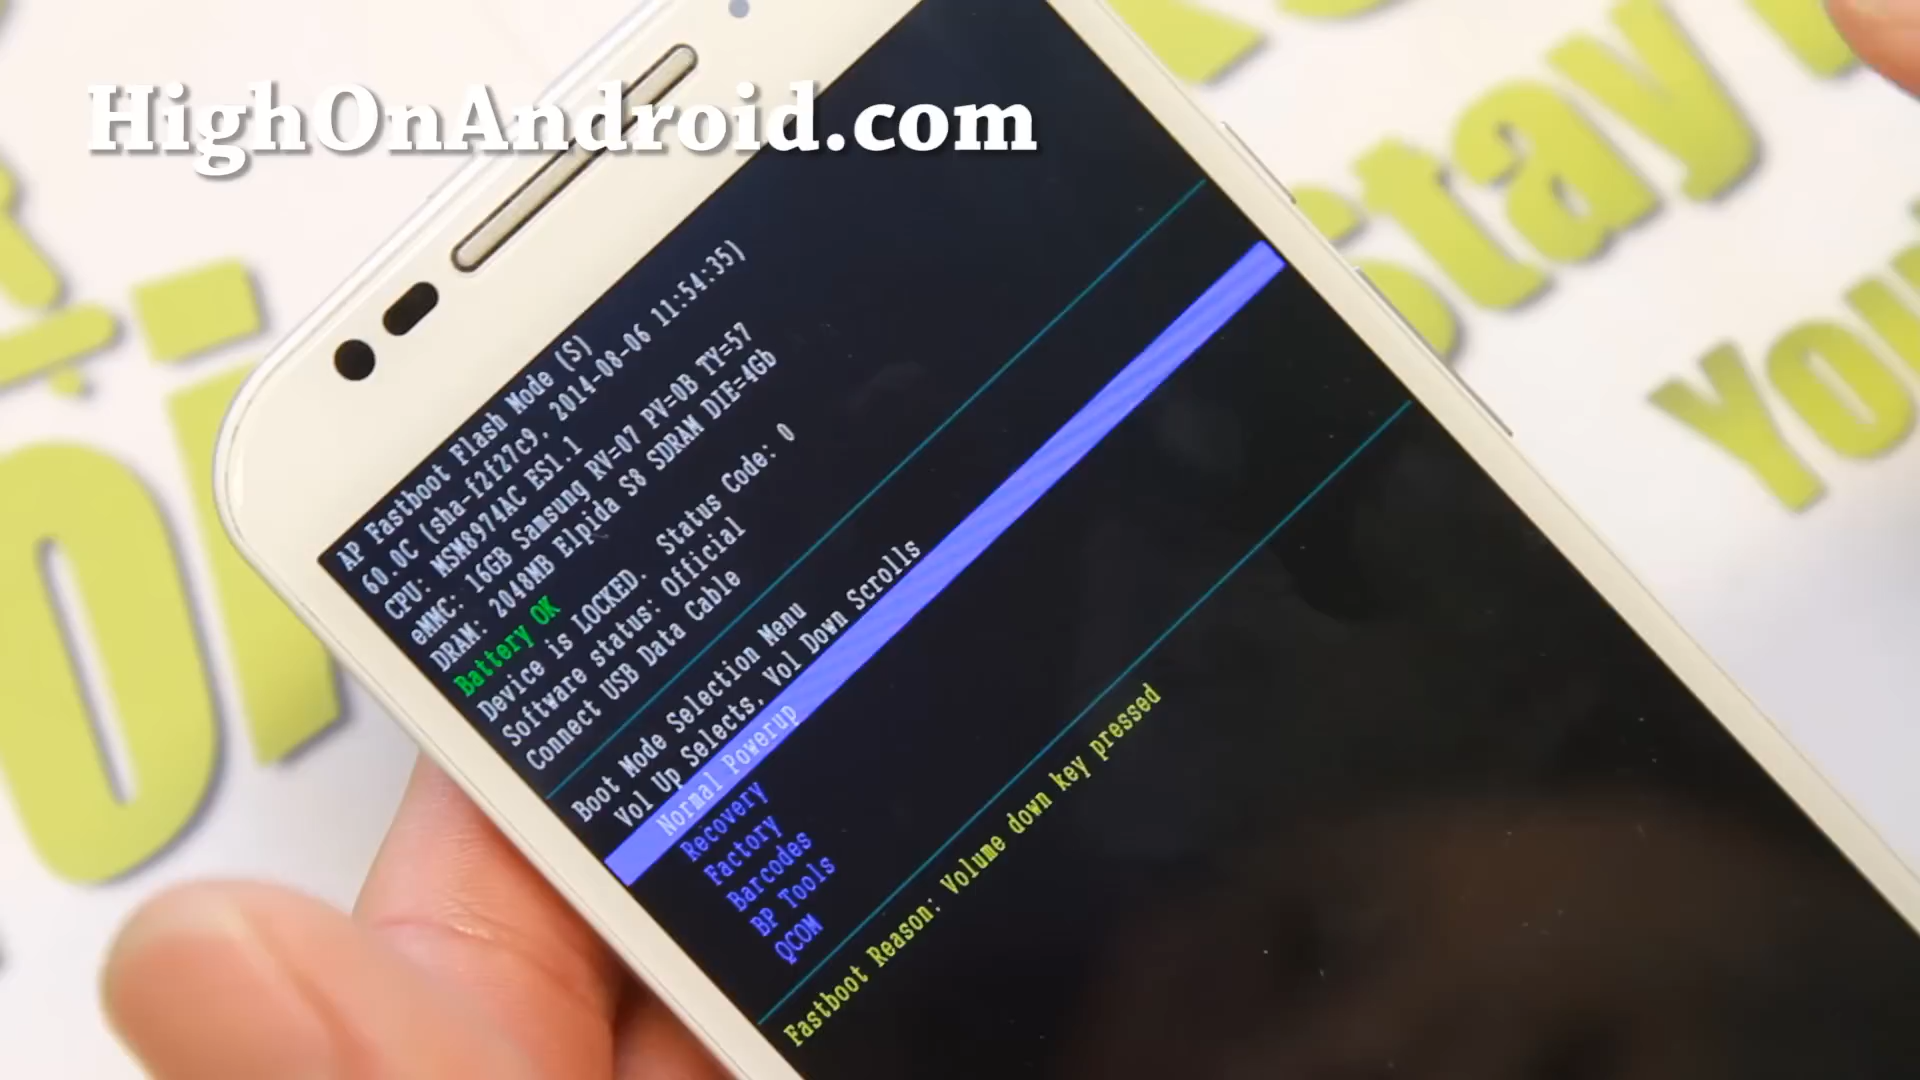 HighOnAndroid.com
AP Fastboot Flash Mode (S)
60.0C (sha-f2f27c9, 2014-08-06 11:54:35)
CPU: MSM8974AC ES1.1
eMMC: 16GB Samsung RV=07 PV=0B TY=57
DRAM: 2048MB Elpida S8 SDRAM DIE=4Gb
Battery OK
Device is LOCKED. Status Code: 0
Software status: Official
Connect USB Data Cable
Boot Mode Selection Menu
Vol Up Selects, Vol Down Scrolls
Normal Powerup
Recovery
Factory
Barcodes
BP Tools
QCOM
Fastboot Reason: Volume down key pressed
stay
You